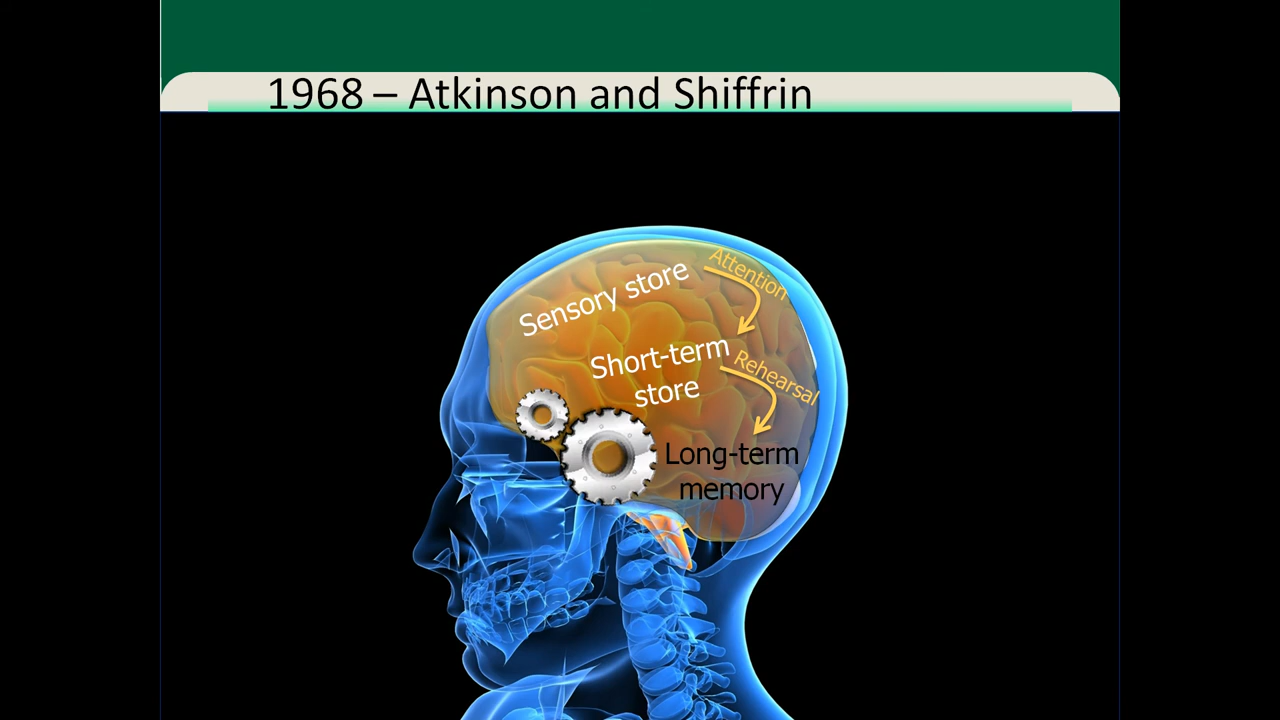 1968 – Atkinson and Shiffrin
Sensory store
Attention
Short-term
store
Rehearsal
Long-term
memory